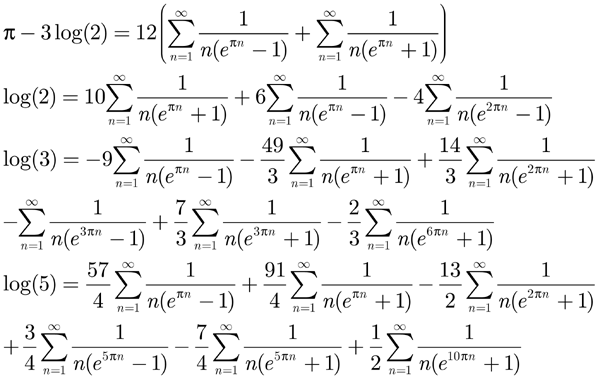 π − 3 log(2) = 12(∑_{n=1}^{∞} 1/(n(e^{πn} − 1)) + ∑_{n=1}^{∞} 1/(n(e^{πn} + 1)))
log(2) = 10∑_{n=1}^{∞} 1/(n(e^{πn} + 1)) + 6∑_{n=1}^{∞} 1/(n(e^{πn} − 1)) − 4∑_{n=1}^{∞} 1/(n(e^{2πn} − 1))
log(3) = −9∑_{n=1}^{∞} 1/(n(e^{πn} − 1)) − 49/3 ∑_{n=1}^{∞} 1/(n(e^{πn} + 1)) + 14/3 ∑_{n=1}^{∞} 1/(n(e^{2πn} + 1))
−∑_{n=1}^{∞} 1/(n(e^{3πn} − 1)) + 7/3 ∑_{n=1}^{∞} 1/(n(e^{3πn} + 1)) − 2/3 ∑_{n=1}^{∞} 1/(n(e^{6πn} + 1))
log(5) = 57/4 ∑_{n=1}^{∞} 1/(n(e^{πn} − 1)) + 91/4 ∑_{n=1}^{∞} 1/(n(e^{πn} + 1)) − 13/2 ∑_{n=1}^{∞} 1/(n(e^{2πn} + 1))
+ 3/4 ∑_{n=1}^{∞} 1/(n(e^{5πn} − 1)) − 7/4 ∑_{n=1}^{∞} 1/(n(e^{5πn} + 1)) + 1/2 ∑_{n=1}^{∞} 1/(n(e^{10πn} + 1))